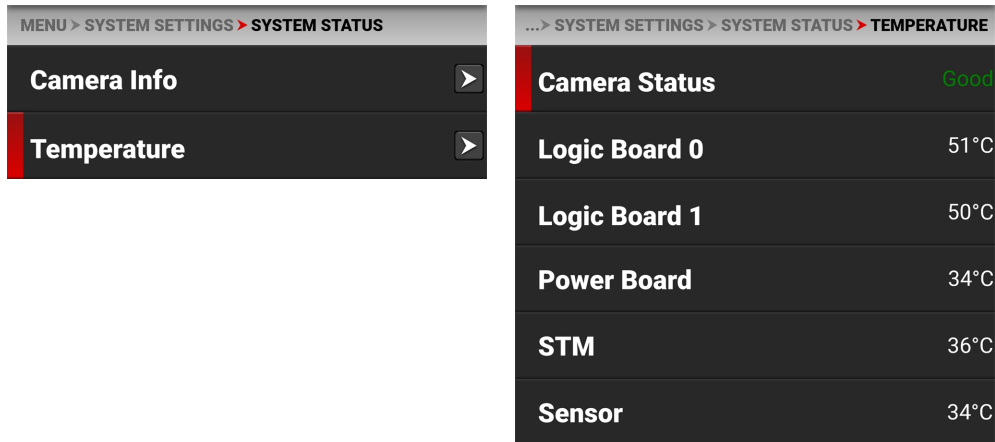 MENU > SYSTEM SETTINGS > SYSTEM STATUS
Camera Info
Temperature
...> SYSTEM SETTINGS > SYSTEM STATUS > TEMPERATURE
Camera Status Good
Logic Board 0 51°C
Logic Board 1 50°C
Power Board 34°C
STM 36°C
Sensor 34°C